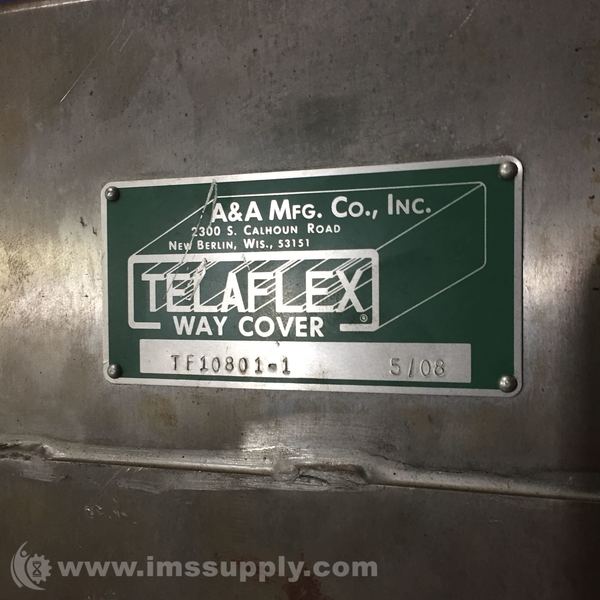 A&A MFG. CO., INC.
2300 S. CALHOUN ROAD
NEW BERLIN, WIS., 53151
TELAFLEX ®
WAY COVER
TF10801-1 5/08
www.imssupply.com